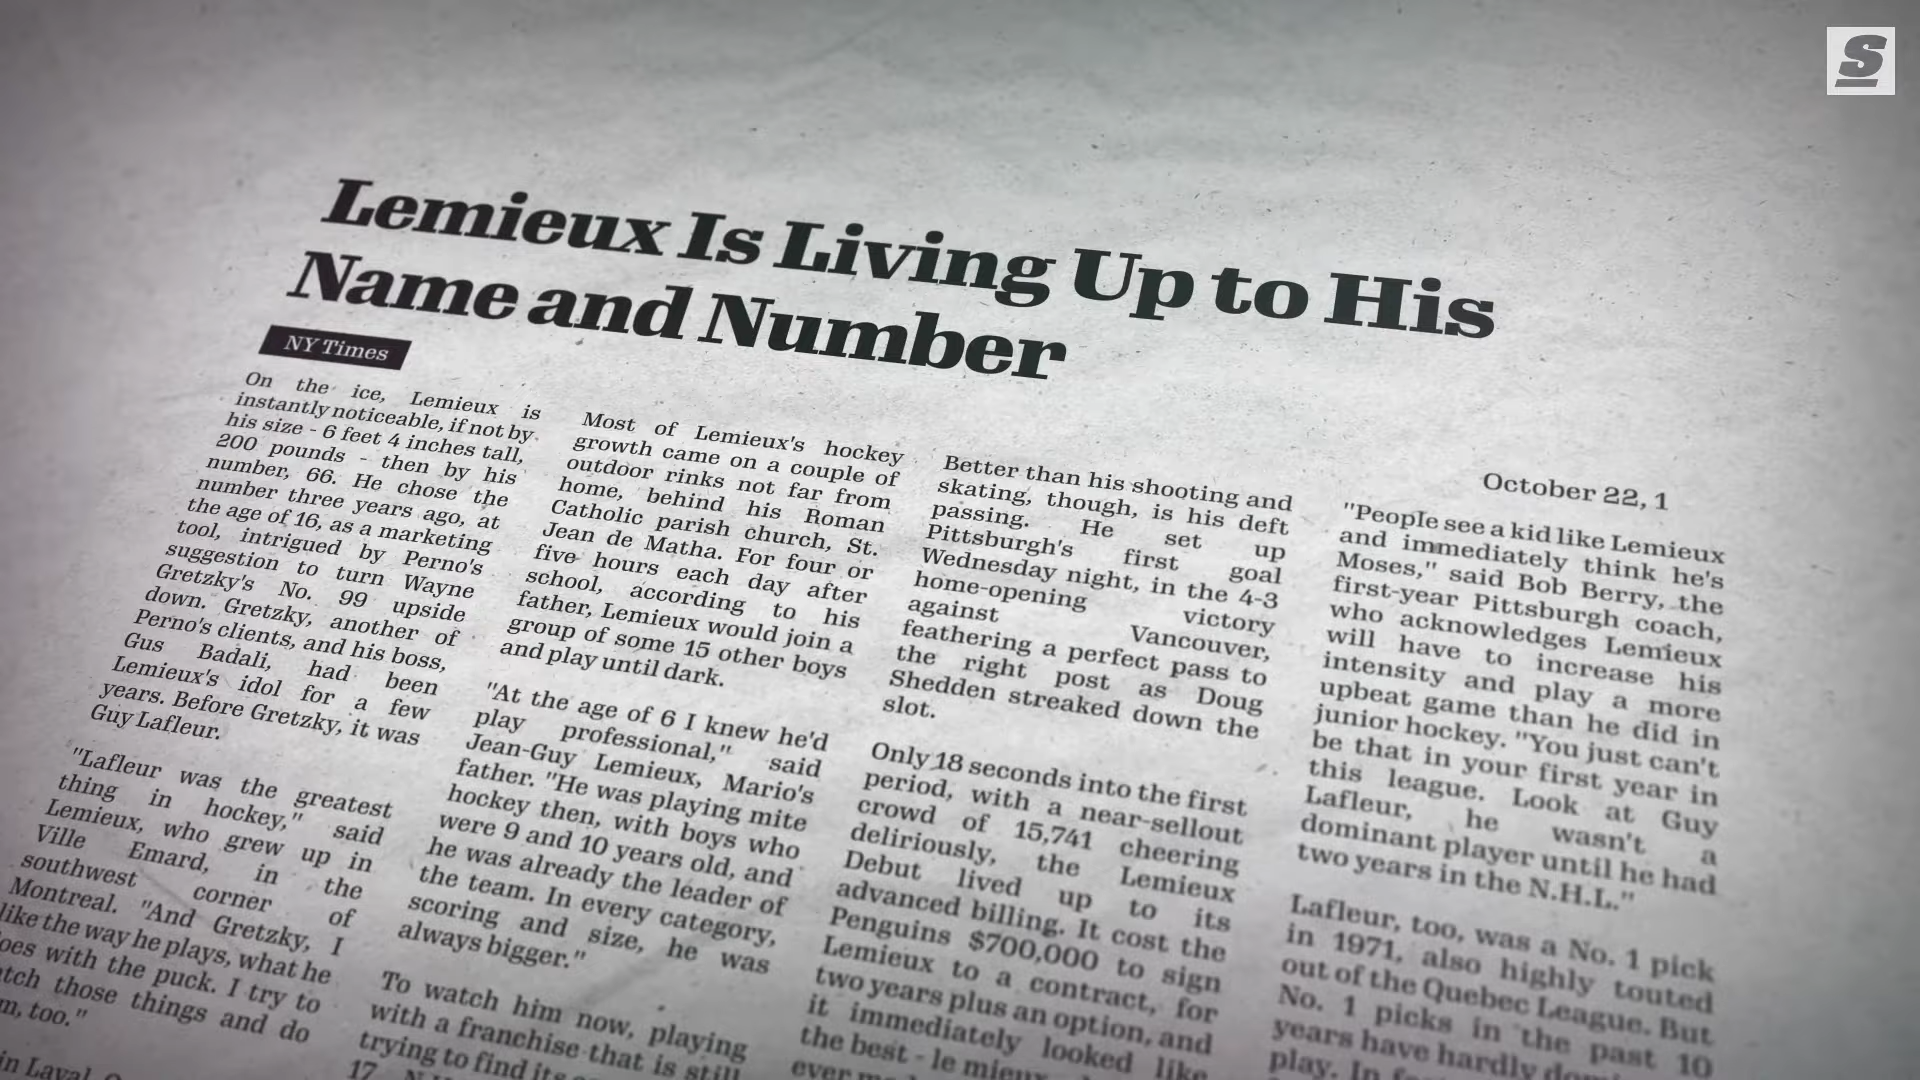 S
Lemieux Is Living Up to His
Name and Number
NY Times
October 22, 1
On the ice, Lemieux is
instantly noticeable, if not by
his size - 6 feet 4 inches tall,
200 pounds - then by his
number, 66. He chose the
number three years ago, at
the age of 16, as a marketing
tool, intrigued by Perno's
suggestion to turn Wayne
Gretzky's No. 99 upside
down. Gretzky, another of
Perno's clients, and his boss,
Gus Badali, had been
Lemieux's idol for a few
years. Before Gretzky, it was
Guy Lafleur.
"Lafleur was the greatest
thing in hockey," said
Lemieux, who grew up in
Ville Emard, in the
southwest corner of
Montreal. "And Gretzky, I
like the way he plays, what he
oes with the puck. I try to
tch those things and do
m, too."
in Laval,
Most of Lemieux's hockey
growth came on a couple of
outdoor rinks not far from
home, behind his Roman
Catholic parish church, St.
Jean de Matha. For four or
five hours each day after
school, according to his
father, Lemieux would join a
group of some 15 other boys
and play until dark.
"At the age of 6 I knew he'd
play professional," said
Jean-Guy Lemieux, Mario's
father. "He was playing mite
hockey then, with boys who
were 9 and 10 years old, and
he was already the leader of
the team. In every category,
scoring and size, he was
always bigger."
To watch him now, playing
with a franchise that is still
trying to find its
17
Better than his shooting and
skating, though, is his deft
passing. He set up
Pittsburgh's first goal
Wednesday night, in the 4-3
home-opening victory
against Vancouver,
feathering a perfect pass to
the right post as Doug
Shedden streaked down the
slot.
Only 18 seconds into the first
period, with a near-sellout
crowd of 15,741 cheering
deliriously, the Lemieux
Debut lived up to its
advanced billing. It cost the
Penguins $700,000 to sign
Lemieux to a contract, for
two years plus an option, and
it immediately looked like
the best - le mieux
ever
"People see a kid like Lemieux
and immediately think he's
Moses," said Bob Berry, the
first-year Pittsburgh coach,
who acknowledges Lemieux
will have to increase his
intensity and play a more
upbeat game than he did in
junior hockey. "You just can't
be that in your first year in
this league. Look at Guy
Lafleur, he wasn't a
dominant player until he had
two years in the N.H.L."
Lafleur, too, was a No. 1 pick
in 1971, also highly touted
out of the Quebec League. But
No. 1 picks in the past 10
years have hardly
play. In